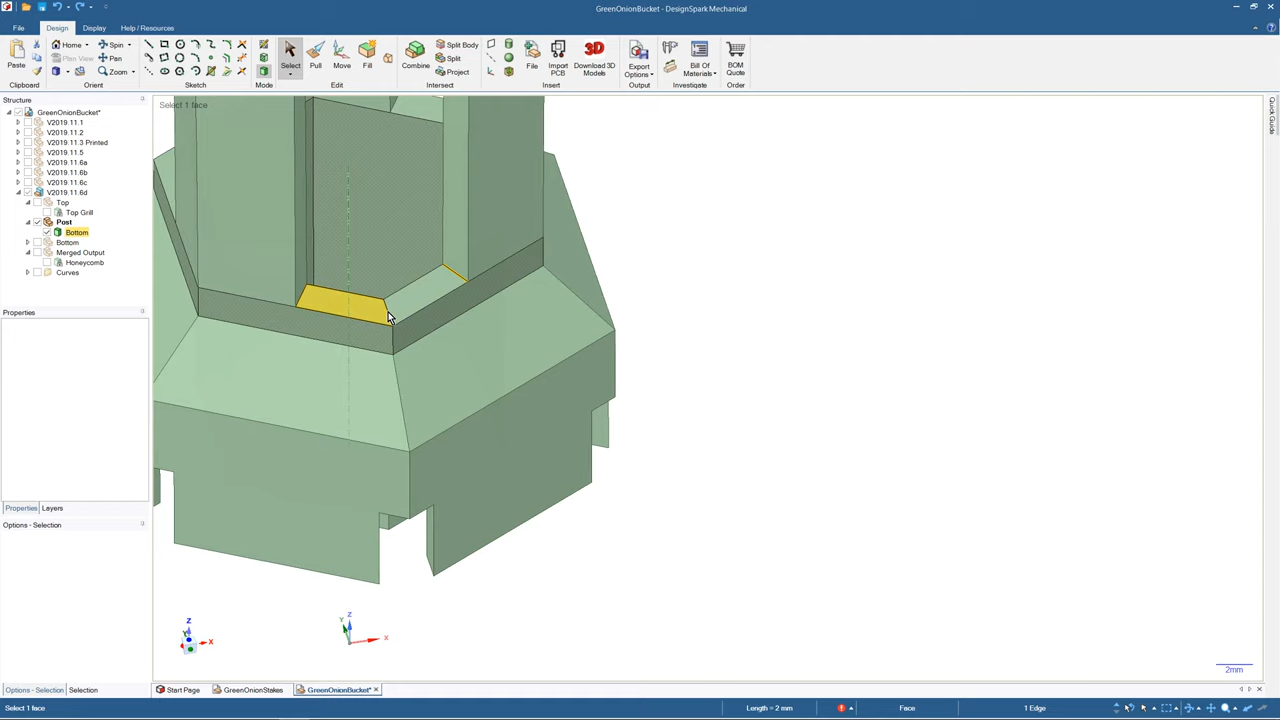 GreenOnionBucket - DesignSpark Mechanical
File Design Display Help / Resources
Paste
Clipboard
Home Spin
Plan View Pan
Zoom
Orient
Sketch
Mode
Select Pull Move Fill
Edit
Combine Split Body
Split
Project
Intersect
File Import PCB Download 3D Models
Insert
Export Options
Output
Bill Of Materials
Investigate
BOM Quote
Order
Structure
GreenOnionBucket*
V2019.11.1
V2019.11.2
V2019.11.3 Printed
V2019.11.5
V2019.11.6a
V2019.11.6b
V2019.11.6c
V2019.11.6d
Top
Top Grill
Post
Bottom
Bottom
Merged Output
Honeycomb
Curves
Properties
Properties Layers
Options - Selection
Select 1 face
Quick Guide
Z
Y
X
Z
Y
X
2mm
Options - Selection Selection
Start Page GreenOnionStakes GreenOnionBucket*
Select 1 face Length = 2 mm Face 1 Edge